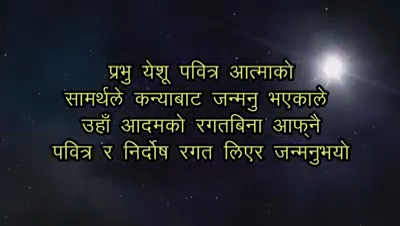 प्रभु येशू पवित्र आत्माको
सामर्थले कन्याबाट जन्मनु भएकाले
उहाँ आदमको रगतबिना आफ्‌नै
पवित्र र निर्दोष रगत लिएर जन्मनुभयो